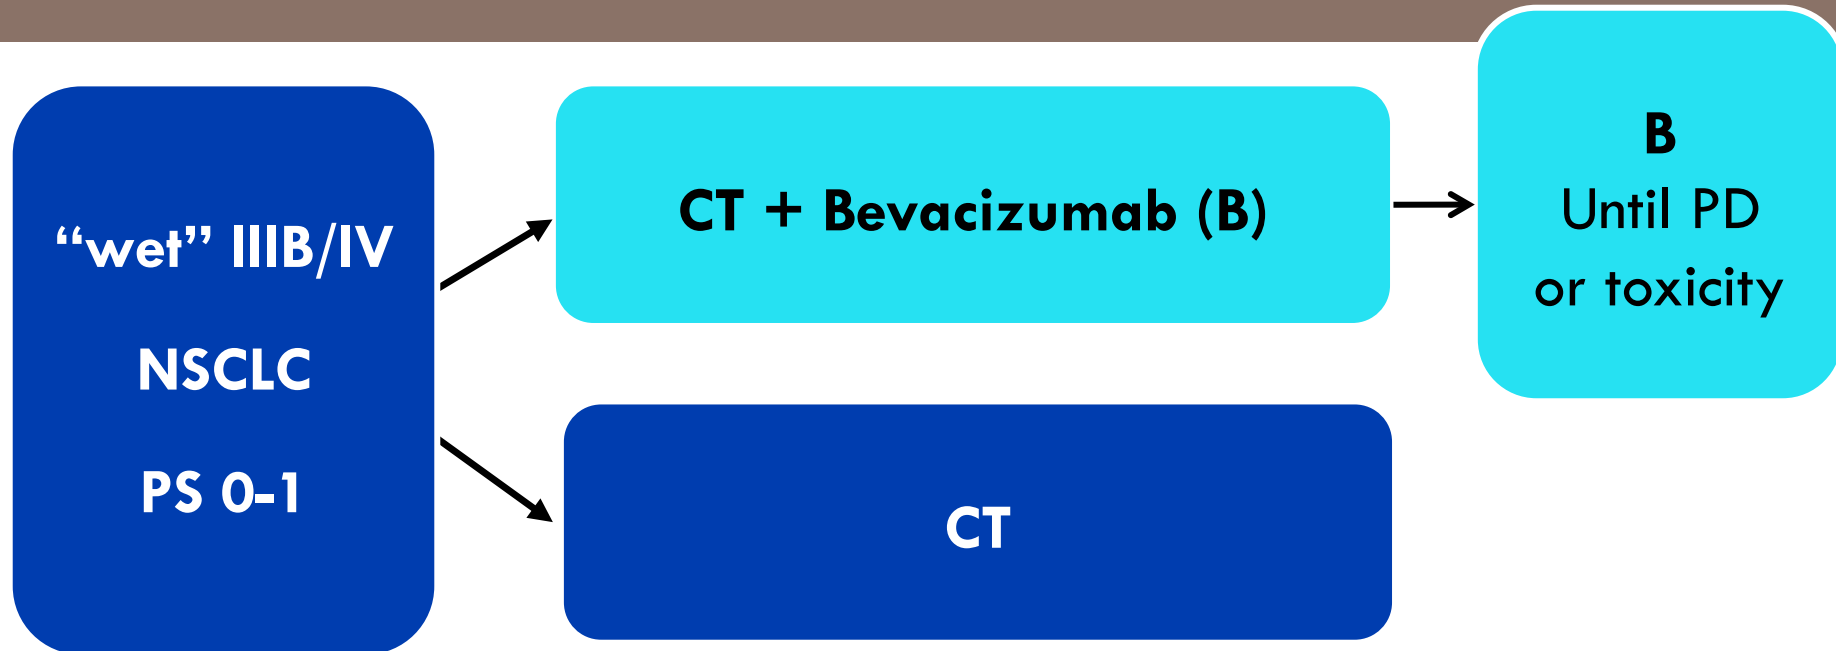 “wet” IIIB/IV
NSCLC
PS 0-1
CT + Bevacizumab (B)
B
Until PD
or toxicity
CT